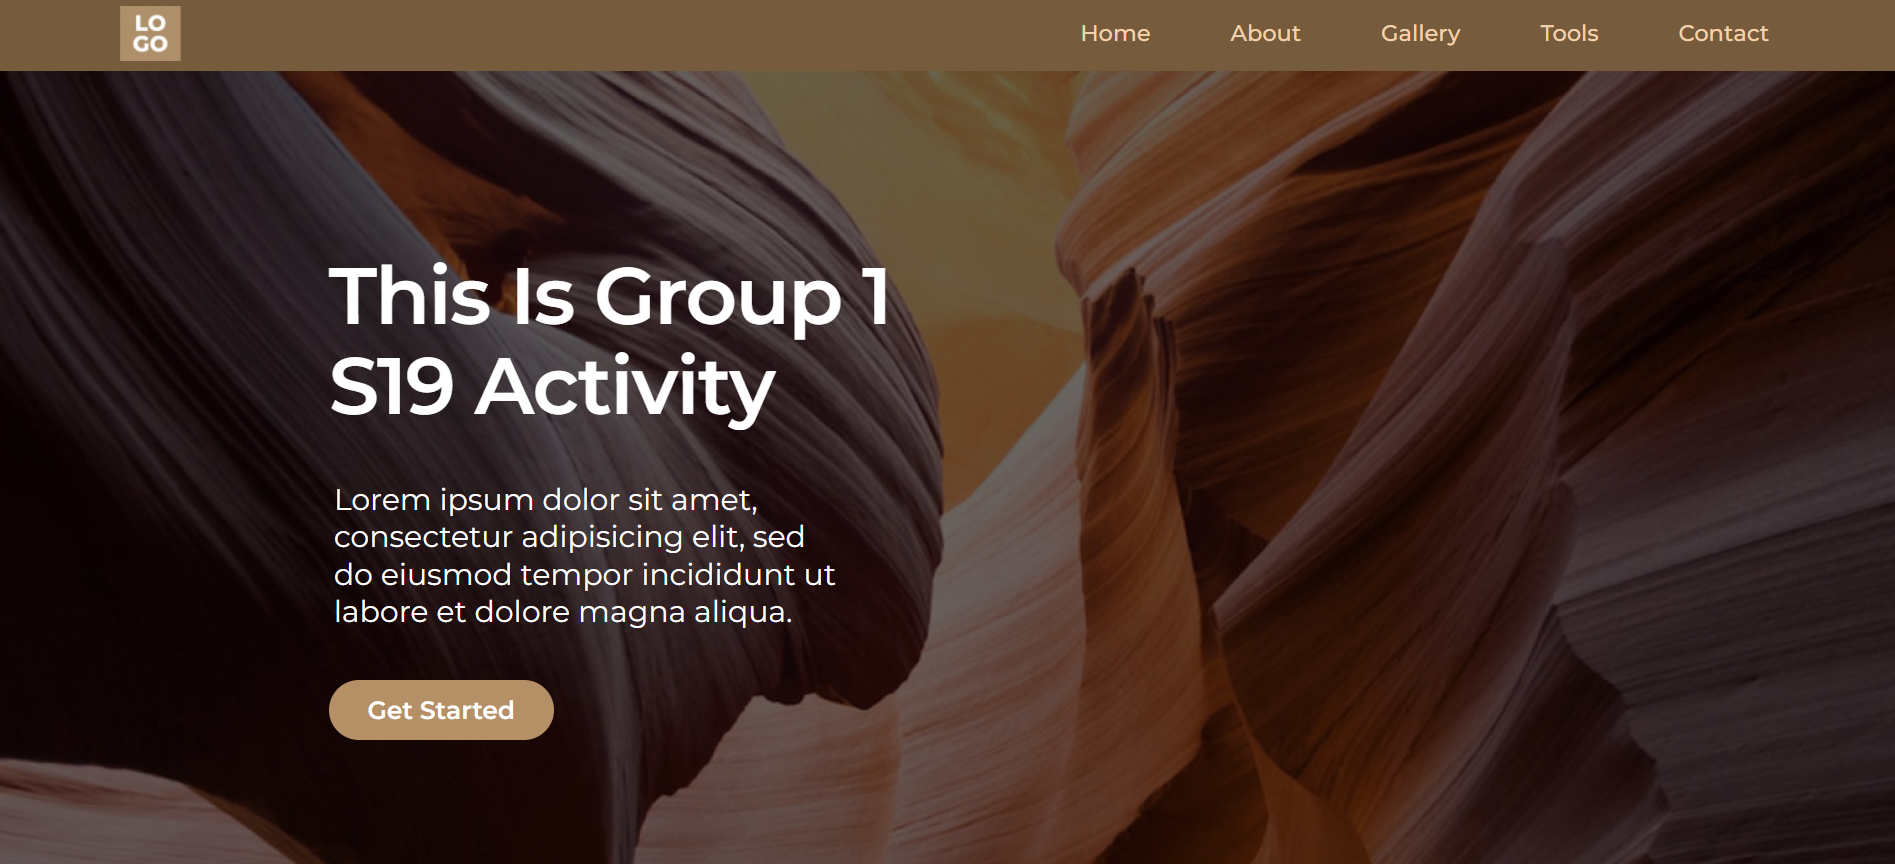 LO
GO
Home About Gallery Tools Contact
This Is Group 1
S19 Activity
Lorem ipsum dolor sit amet,
consectetur adipisicing elit, sed
do eiusmod tempor incididunt ut
labore et dolore magna aliqua.
Get Started